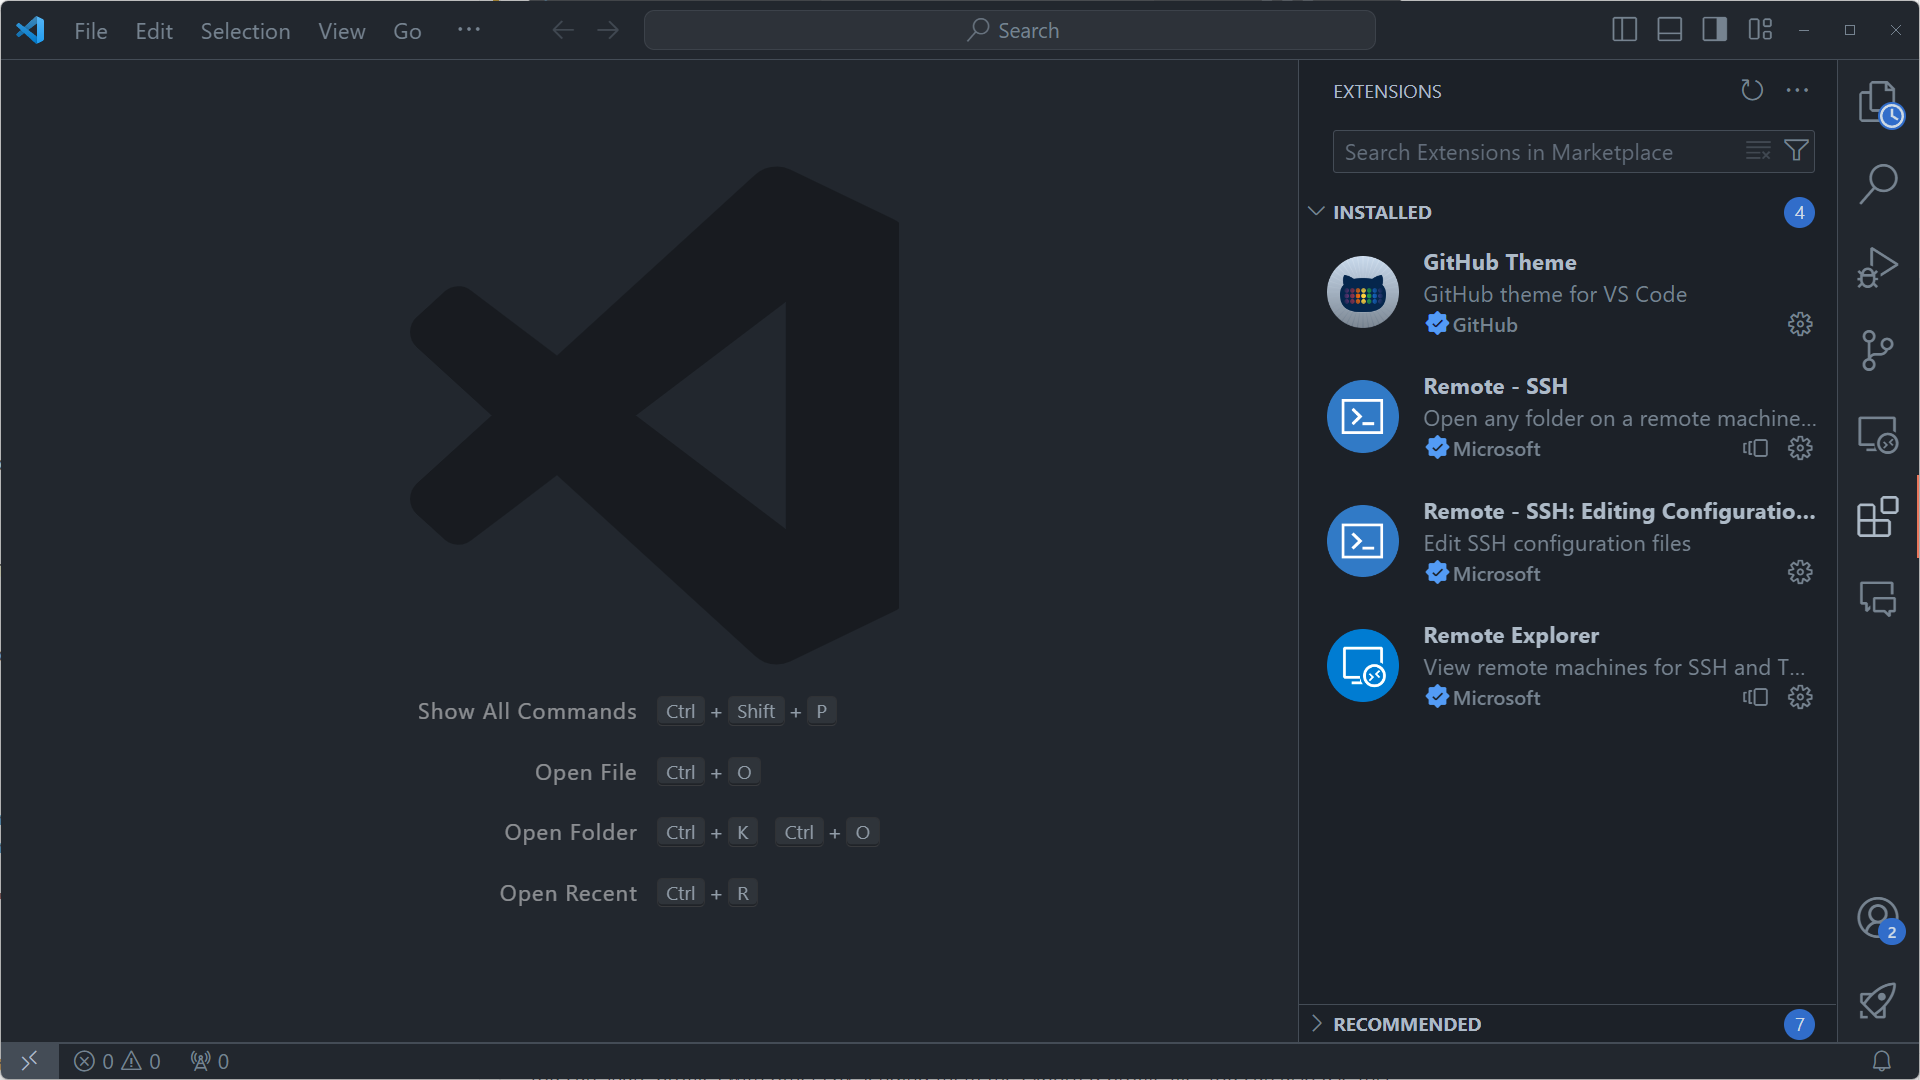 File Edit Selection View Go ···
Search
EXTENSIONS
Search Extensions in Marketplace
INSTALLED 4
GitHub Theme
GitHub theme for VS Code
GitHub
Remote - SSH
Open any folder on a remote machine...
Microsoft
Remote - SSH: Editing Configuratio...
Edit SSH configuration files
Microsoft
Remote Explorer
View remote machines for SSH and T...
Microsoft
Show All Commands Ctrl + Shift + P
Open File Ctrl + O
Open Folder Ctrl + K Ctrl + O
Open Recent Ctrl + R
2
RECOMMENDED 7
0 0 0